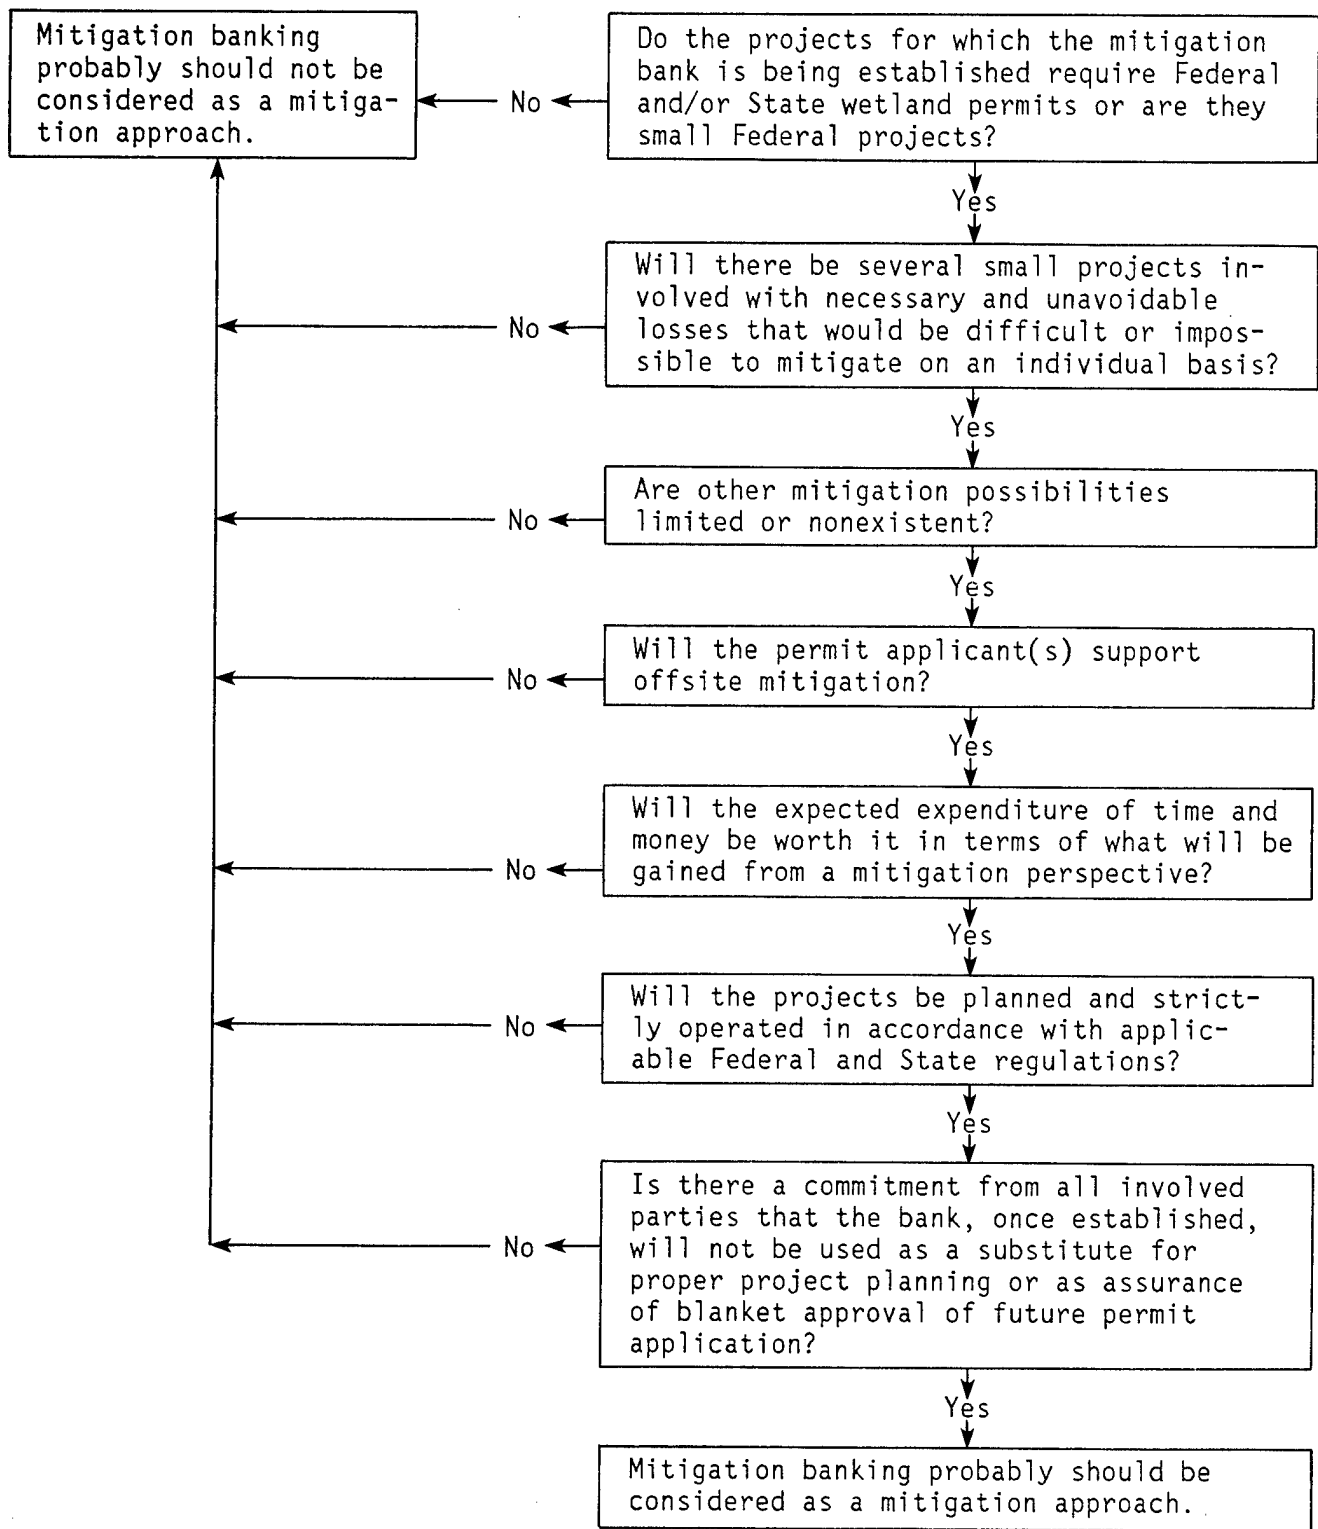 Mitigation banking
probably should not be
considered as a mitiga-
tion approach.
No
Do the projects for which the mitigation
bank is being established require Federal
and/or State wetland permits or are they
small Federal projects?
Yes
Will there be several small projects in-
volved with necessary and unavoidable
losses that would be difficult or impos-
sible to mitigate on an individual basis?
No
Yes
Are other mitigation possibilities
limited or nonexistent?
No
Yes
Will the permit applicant(s) support
offsite mitigation?
No
Yes
Will the expected expenditure of time and
money be worth it in terms of what will be
gained from a mitigation perspective?
No
Yes
Will the projects be planned and strict-
ly operated in accordance with applic-
able Federal and State regulations?
No
Yes
Is there a commitment from all involved
parties that the bank, once established,
will not be used as a substitute for
proper project planning or as assurance
of blanket approval of future permit
application?
No
Yes
Mitigation banking probably should be
considered as a mitigation approach.